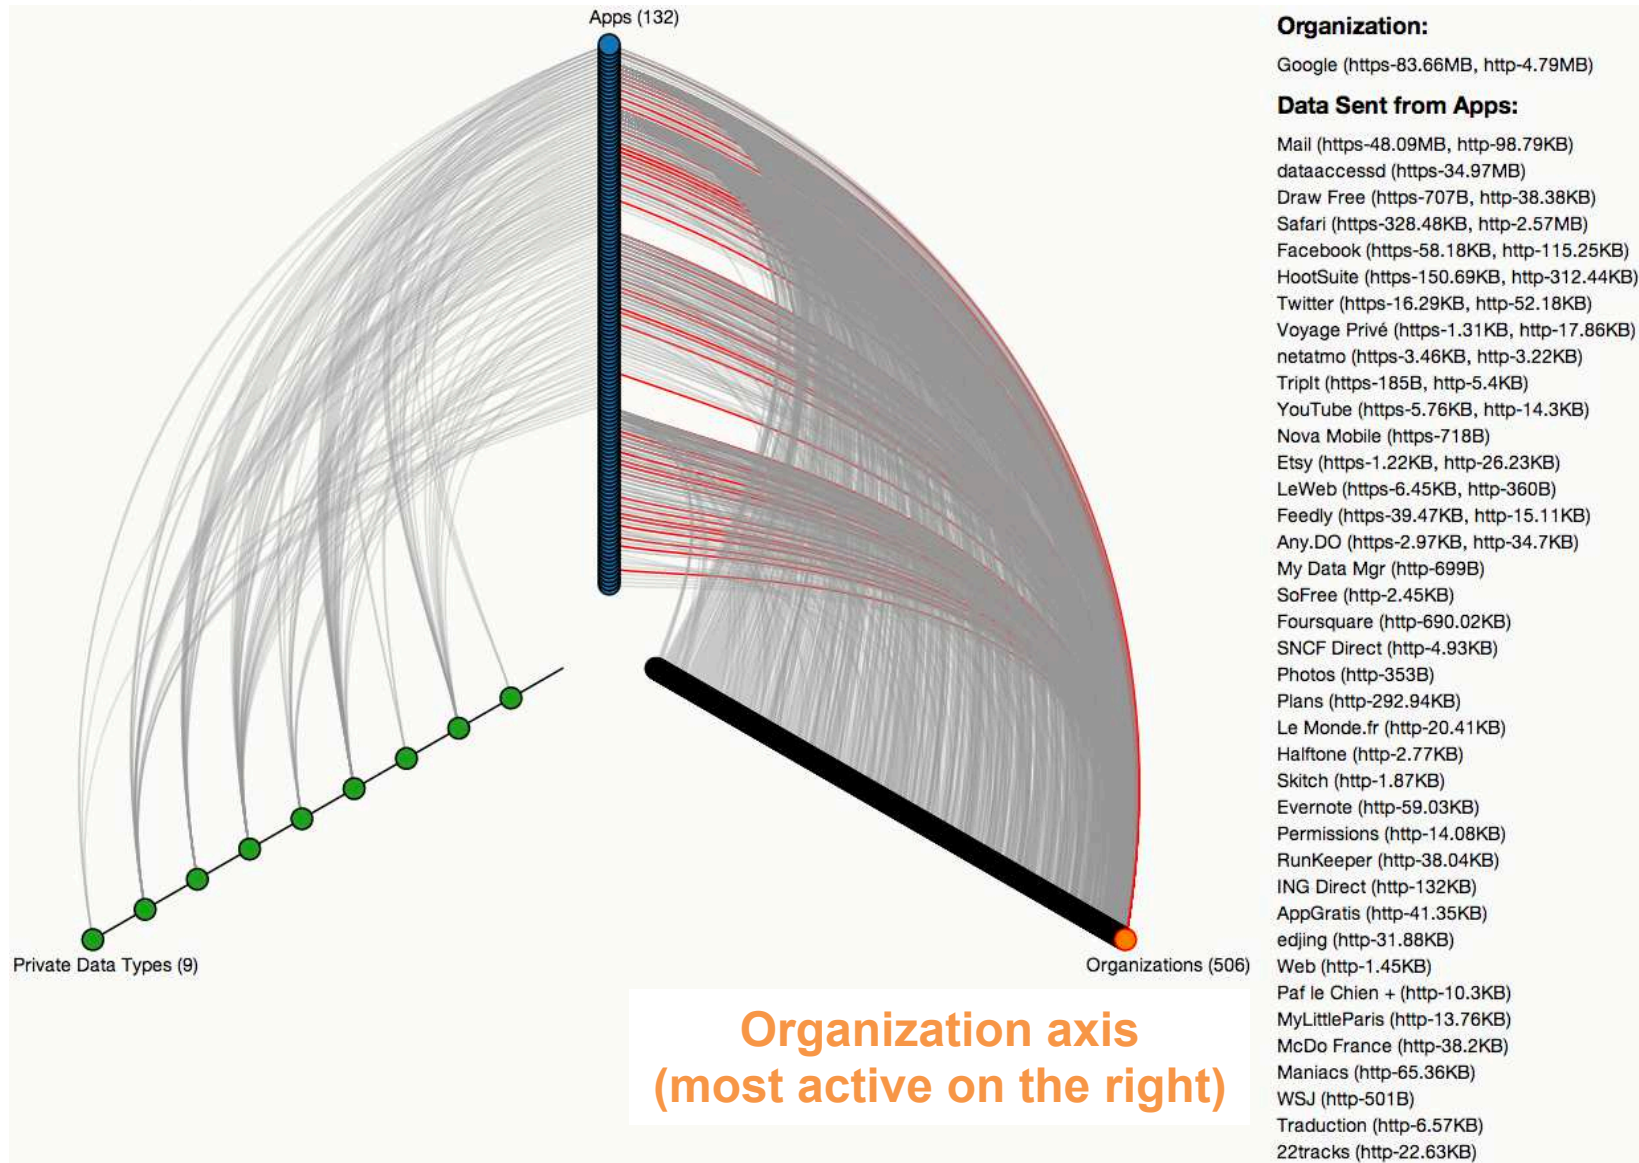 Apps (132)
Private Data Types (9)
Organizations (506)
Organization axis
(most active on the right)
Organization:
Google (https-83.66MB, http-4.79MB)
Data Sent from Apps:
Mail (https-48.09MB, http-98.79KB)
dataaccessd (https-34.97MB)
Draw Free (https-707B, http-38.38KB)
Safari (https-328.48KB, http-2.57MB)
Facebook (https-58.18KB, http-115.25KB)
HootSuite (https-150.69KB, http-312.44KB)
Twitter (https-16.29KB, http-52.18KB)
Voyage Privé (https-1.31KB, http-17.86KB)
netatmo (https-3.46KB, http-3.22KB)
TripIt (https-185B, http-5.4KB)
YouTube (https-5.76KB, http-14.3KB)
Nova Mobile (https-718B)
Etsy (https-1.22KB, http-26.23KB)
LeWeb (https-6.45KB, http-360B)
Feedly (https-39.47KB, http-15.11KB)
Any.DO (https-2.97KB, http-34.7KB)
My Data Mgr (http-699B)
SoFree (http-2.45KB)
Foursquare (http-690.02KB)
SNCF Direct (http-4.93KB)
Photos (http-353B)
Plans (http-292.94KB)
Le Monde.fr (http-20.41KB)
Halftone (http-2.77KB)
Skitch (http-1.87KB)
Evernote (http-59.03KB)
Permissions (http-14.08KB)
RunKeeper (http-38.04KB)
ING Direct (http-132KB)
AppGratis (http-41.35KB)
edjing (http-31.88KB)
Web (http-1.45KB)
Paf le Chien + (http-10.3KB)
MyLittleParis (http-13.76KB)
McDo France (http-38.2KB)
Maniacs (http-65.36KB)
WSJ (http-501B)
Traduction (http-6.57KB)
22tracks (http-22.63KB)